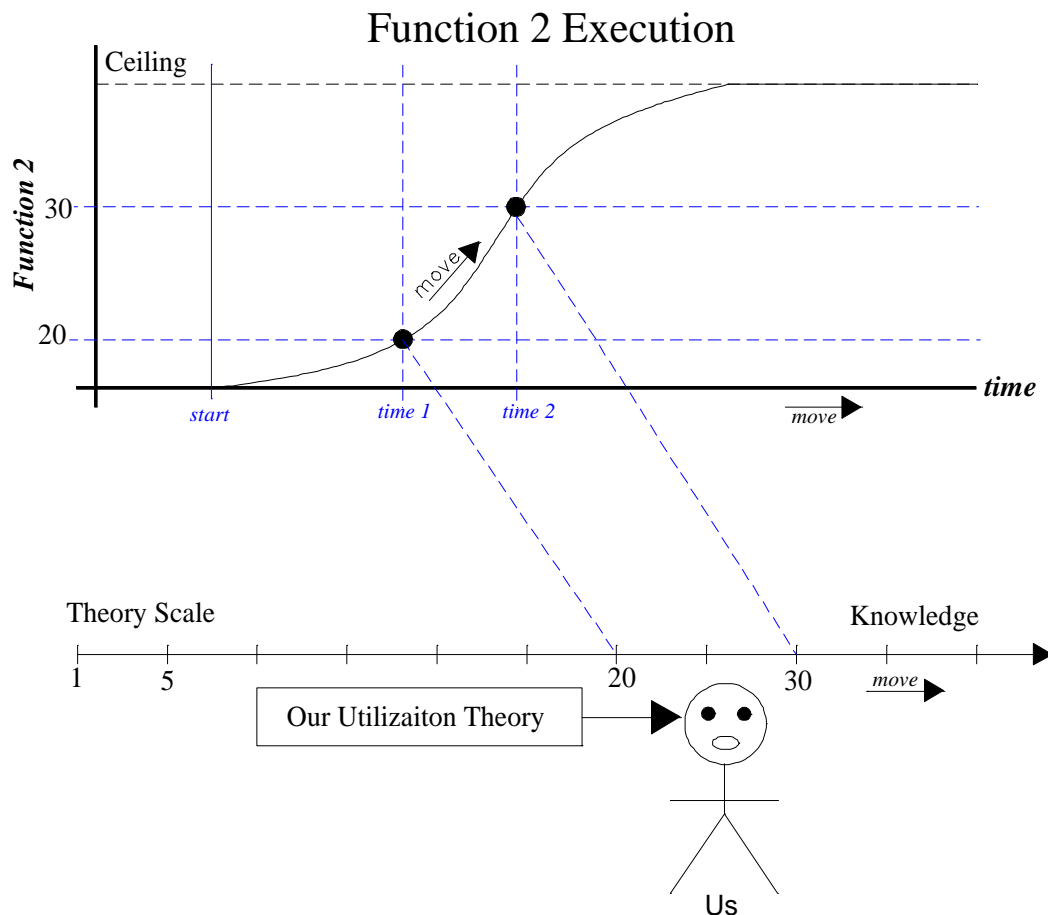 Function 2 Execution
Ceiling
Function 2
30
move
20
time
start
time 1
time 2
move
Theory Scale
Knowledge
1
5
20
30
move
Our Utilizaiton Theory
Us